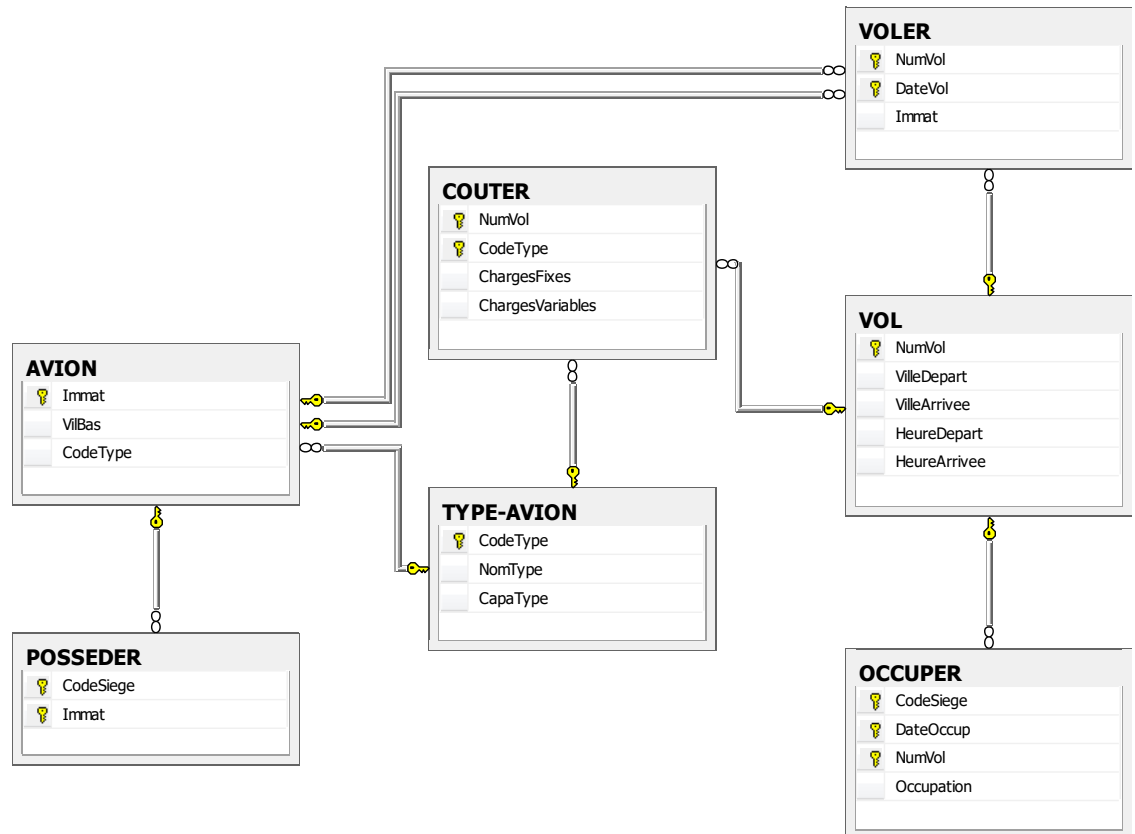 VOLER
NumVol
DateVol
Immat
COUTER
NumVol
CodeType
ChargesFixes
ChargesVariables
VOL
NumVol
VilleDepart
VilleArrivee
HeureDepart
HeureArrivee
AVION
Immat
VilBas
CodeType
TYPE-AVION
CodeType
NomType
CapaType
POSSEDER
CodeSiege
Immat
OCCUPER
CodeSiege
DateOccup
NumVol
Occupation